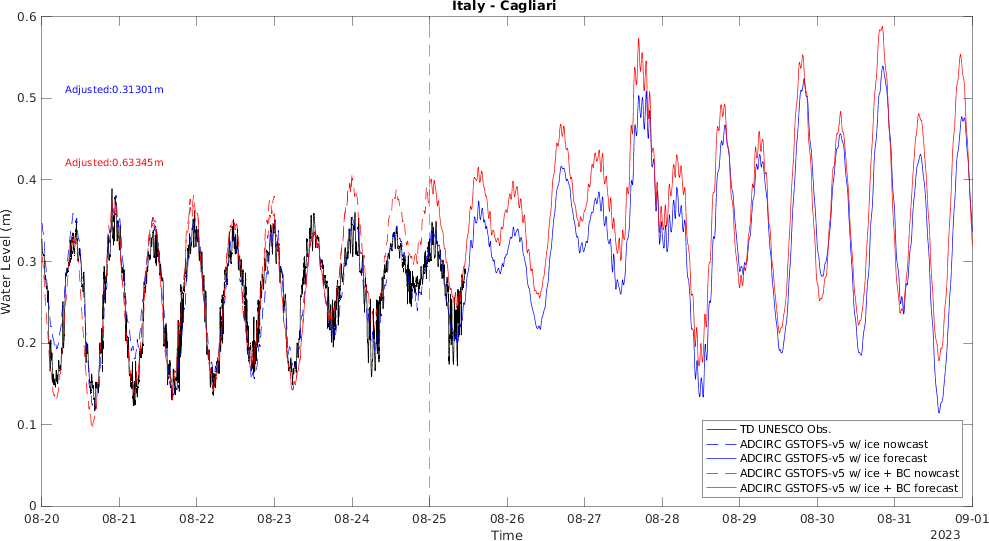 Italy - Cagliari
0.6
0.5
0.4
0.3
0.2
0.1
0
Water Level (m)
Adjusted:0.31301m
Adjusted:0.63345m
TD UNESCO Obs.
ADCIRC GSTOFS-v5 w/ ice nowcast
ADCIRC GSTOFS-v5 w/ ice forecast
ADCIRC GSTOFS-v5 w/ ice + BC nowcast
ADCIRC GSTOFS-v5 w/ ice + BC forecast
08-20 08-21 08-22 08-23 08-24 08-25 08-26 08-27 08-28 08-29 08-30 08-31 09-01
Time
2023